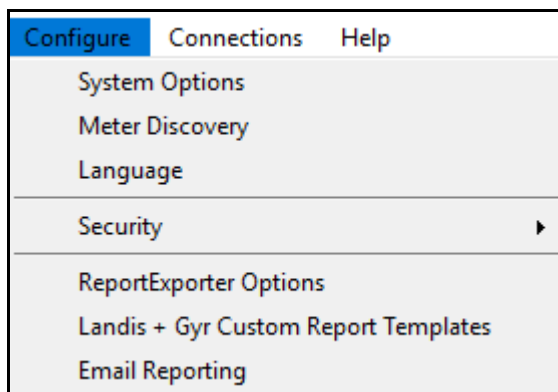 Configure Connections Help
System Options
Meter Discovery
Language
Security
ReportExporter Options
Landis + Gyr Custom Report Templates
Email Reporting